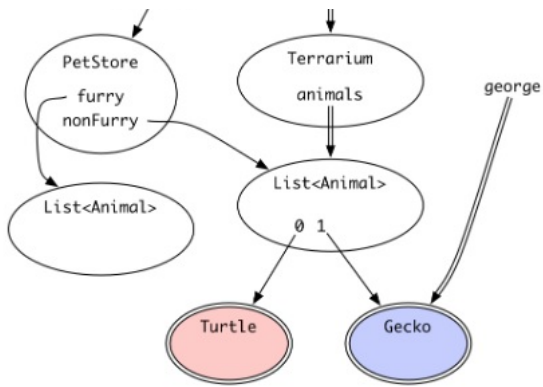 PetStore
furry
nonFurry
Terrarium
animals
george
List<Animal>
List<Animal>
0 1
Turtle
Gecko